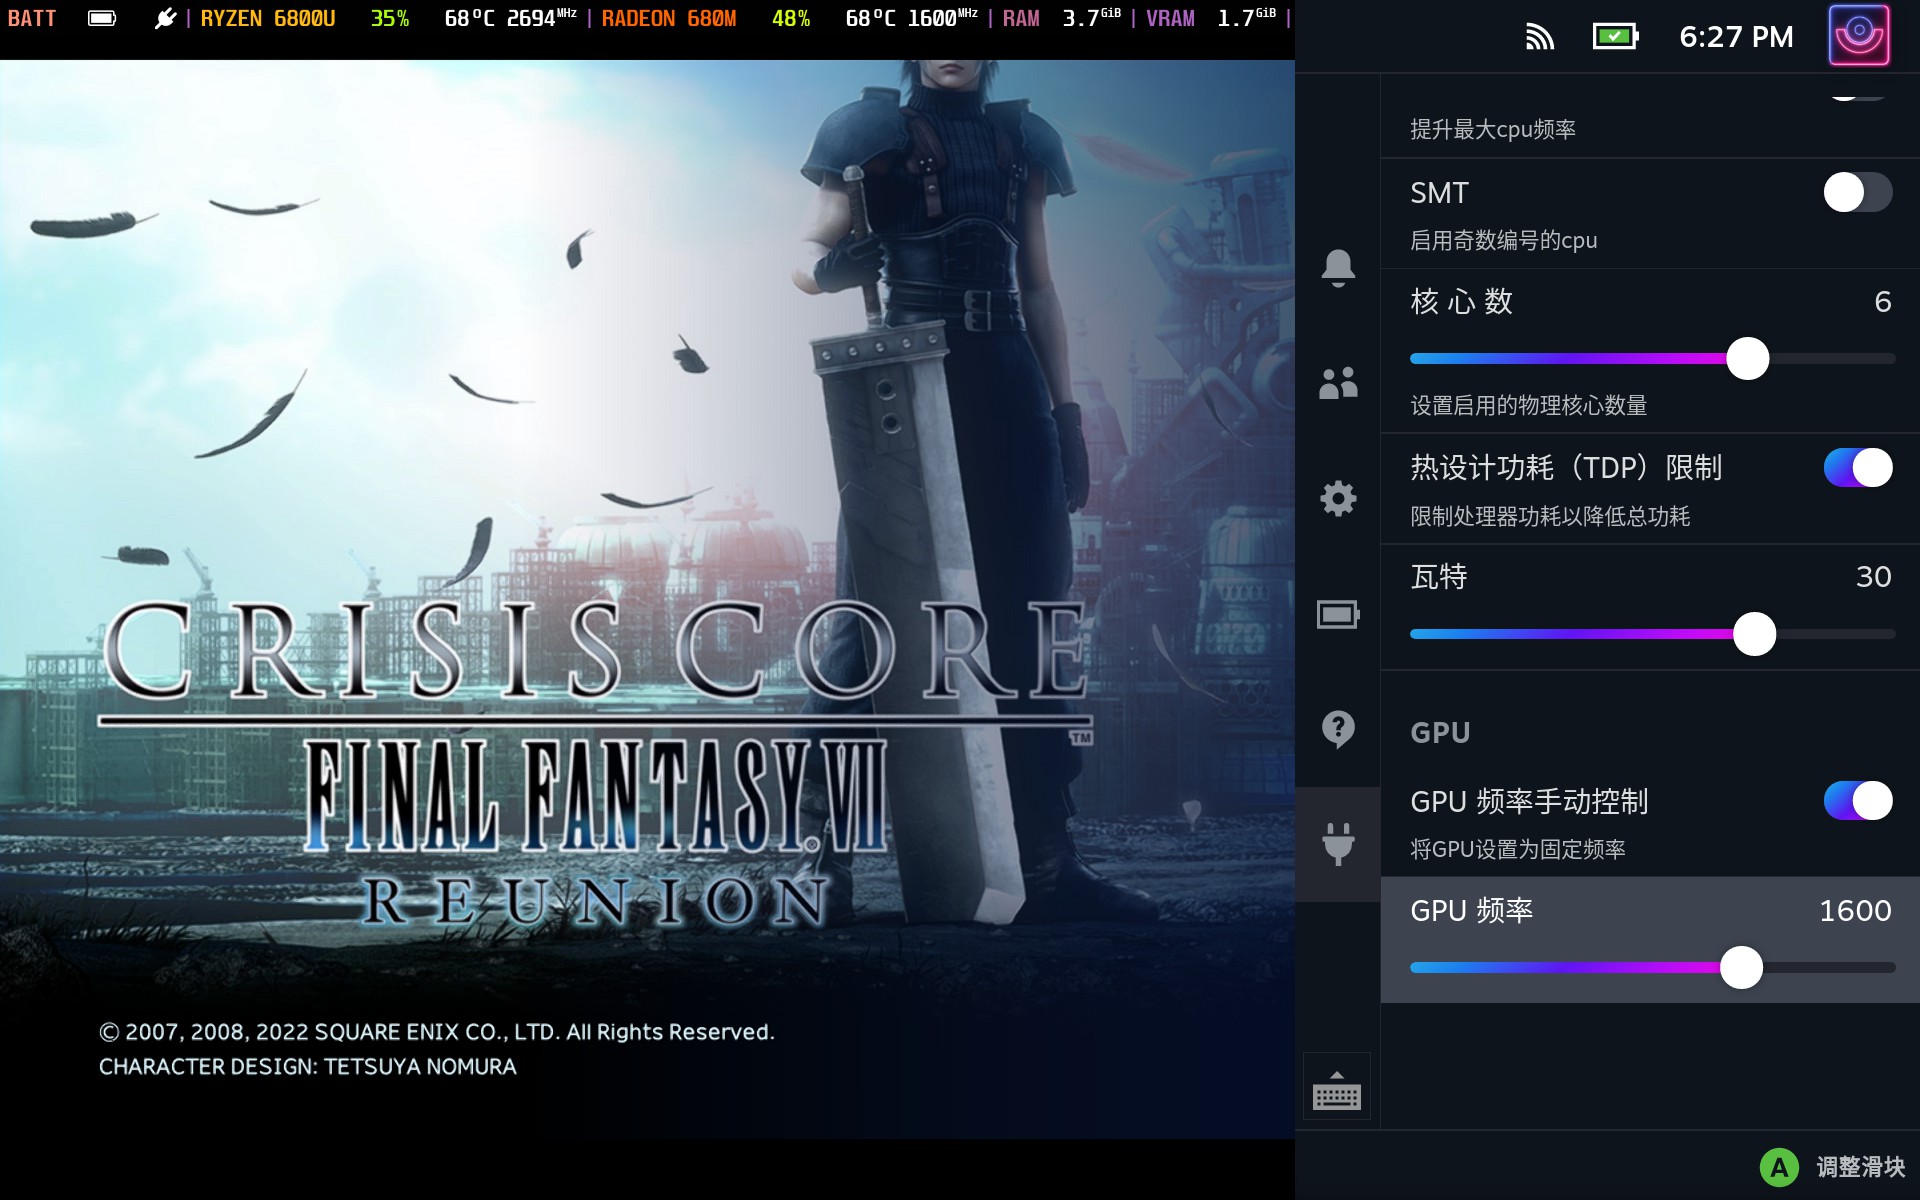 BATT | RYZEN 6800U 35% 68°C 2694MHz | RADEON 680M 48% 68°C 1600MHz | RAM 3.7GiB | VRAM 1.7GiB |
6:27 PM
提升最大cpu频率
SMT
启用奇数编号的cpu
核 心 数 6
设置启用的物理核心数量
热设计功耗（TDP）限制
限制处理器功耗以降低总功耗
瓦特 30
GPU
GPU 频率手动控制
将GPU设置为固定频率
GPU 频率 1600
A 调整滑块
CRISIS CORE
FINAL FANTASY® VII
™
REUNION
© 2007, 2008, 2022 SQUARE ENIX CO., LTD. All Rights Reserved.
CHARACTER DESIGN: TETSUYA NOMURA